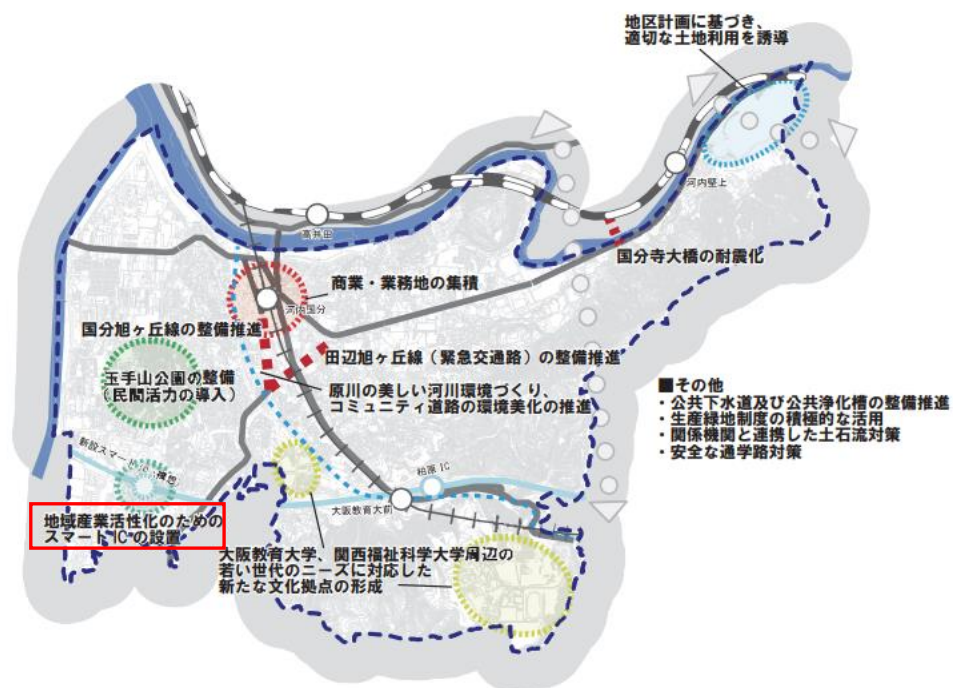 地区計画に基づき、
適切な土地利用を誘導
河内堅上
高井田
国分寺大橋の耐震化
商業・業務地の集積
河内国分
国分旭ヶ丘線の整備推進
田辺旭ヶ丘線（緊急交通路）の整備推進
玉手山公園の整備
（民間活力の導入）
原川の美しい河川環境づくり、
コミュニティ道路の環境美化の推進
■その他
・公共下水道及び公共浄化槽の整備推進
・生産緑地制度の積極的な活用
・関係機関と連携した土石流対策
・安全な通学路対策
新設スマートIC（構想）
柏原 IC
大阪教育大前
地域産業活性化のための
スマート IC の設置
大阪教育大学、関西福祉科学大学周辺の
若い世代のニーズに対応した
新たな文化拠点の形成